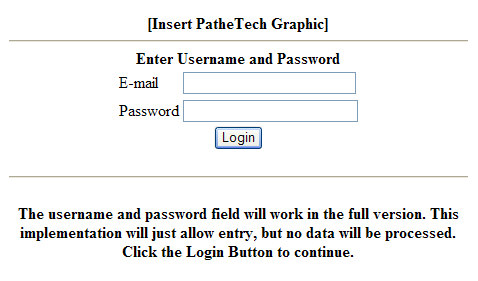 [Insert PatheTech Graphic]
Enter Username and Password
E-mail
Password
Login
The username and password field will work in the full version. This
implementation will just allow entry, but no data will be processed.
Click the Login Button to continue.